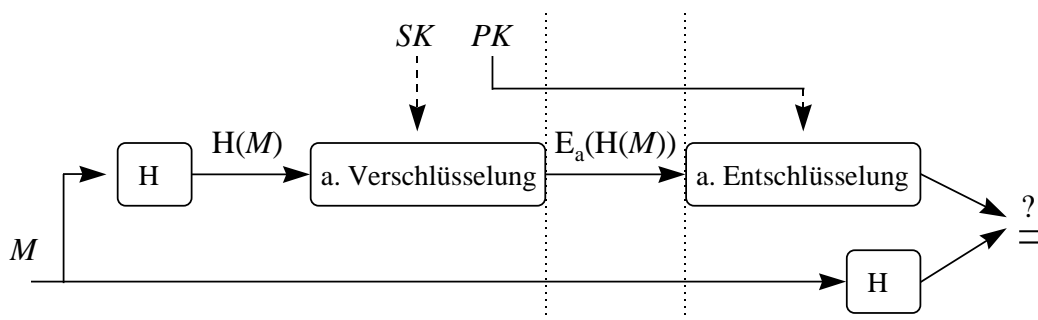 SK PK
H(M) E_a(H(M))
H a. Verschlüsselung a. Entschlüsselung
?
=
M
H